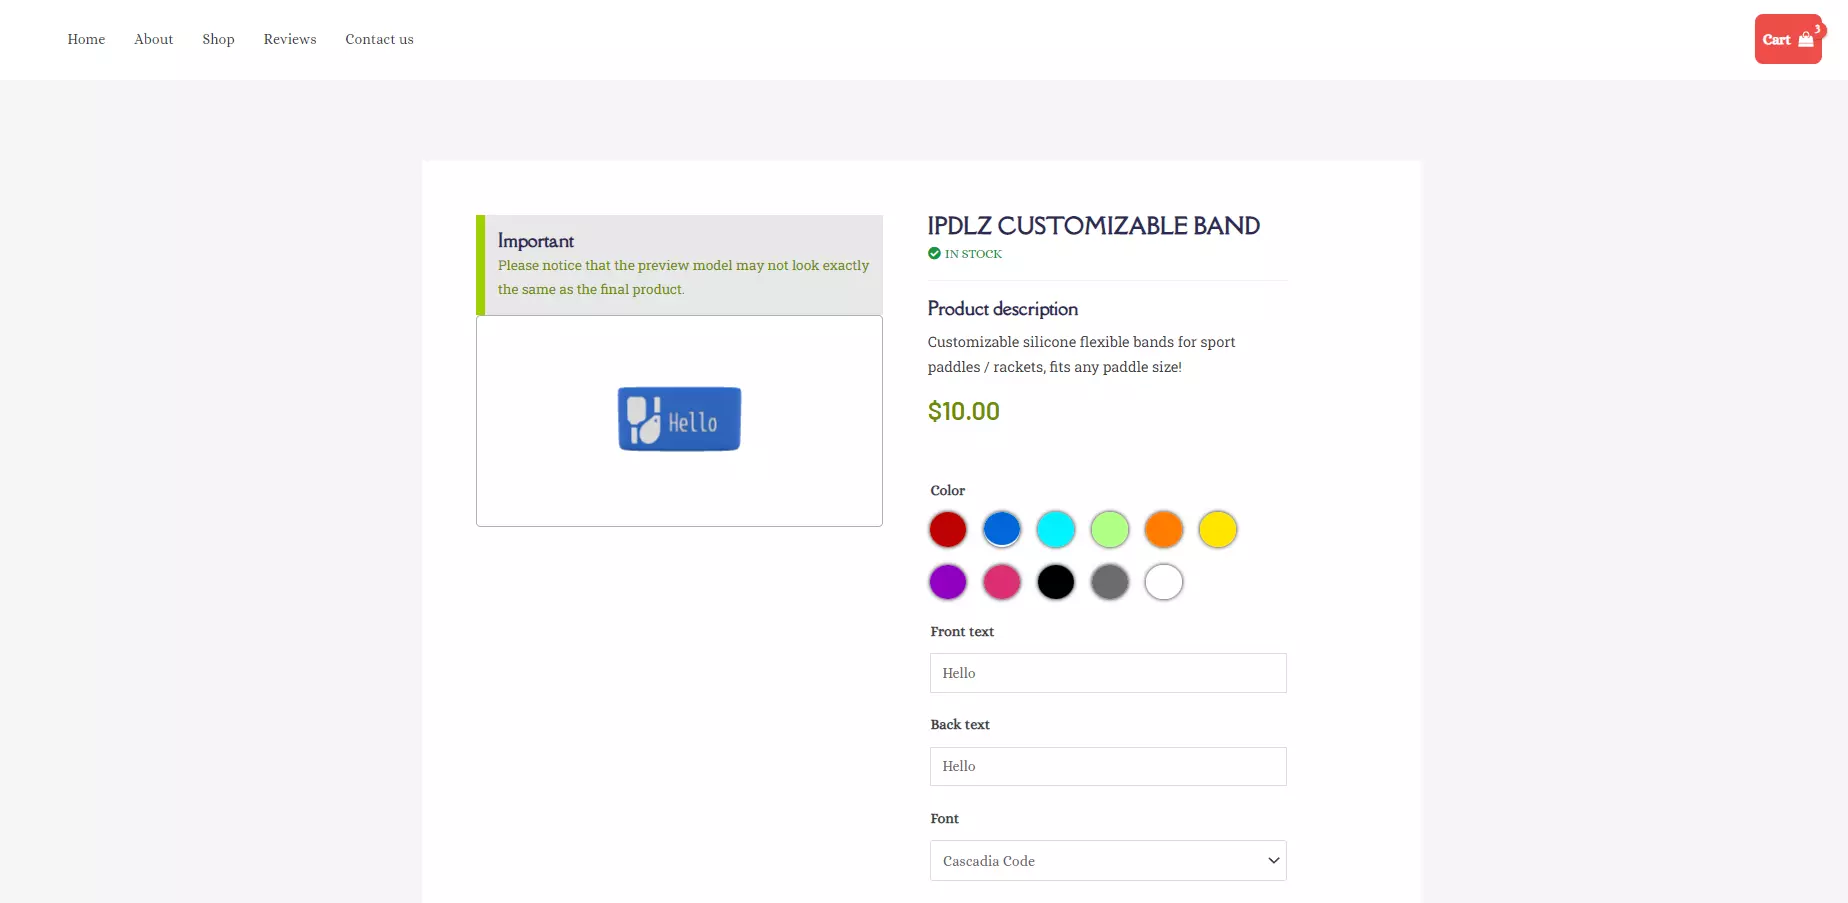 Home
About
Shop
Reviews
Contact us
Cart
3
Important
Please notice that the preview model may not look exactly
the same as the final product.
Hello
IPDLZ CUSTOMIZABLE BAND
IN STOCK
Product description
Customizable silicone flexible bands for sport
paddles / rackets, fits any paddle size!
$10.00
Color
Front text
Hello
Back text
Hello
Font
Cascadia Code